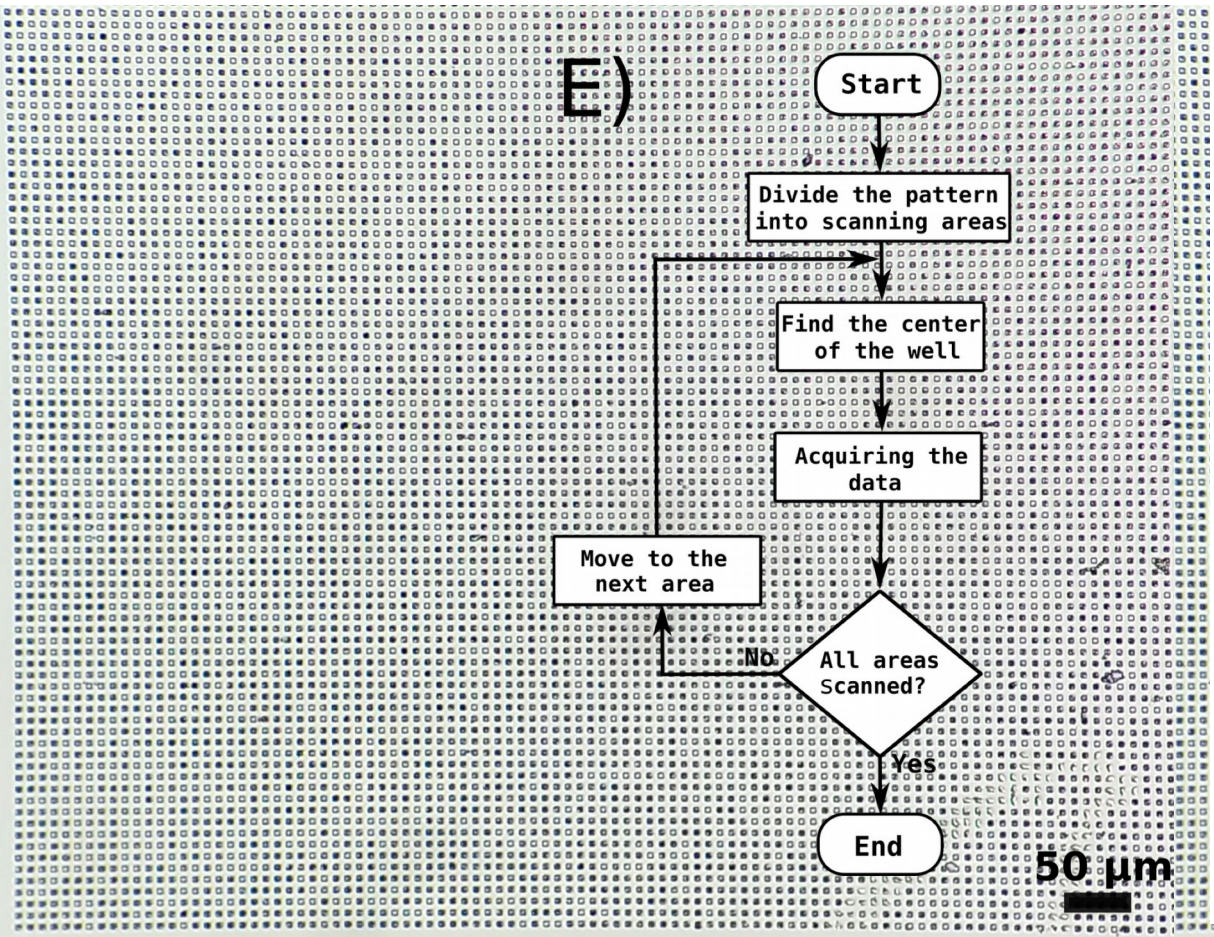 E)
Start
Divide the pattern
into scanning areas
Find the center
of the well
Acquiring the
data
Move to the
next area
No
All areas
Scanned?
Yes
End
50 μm